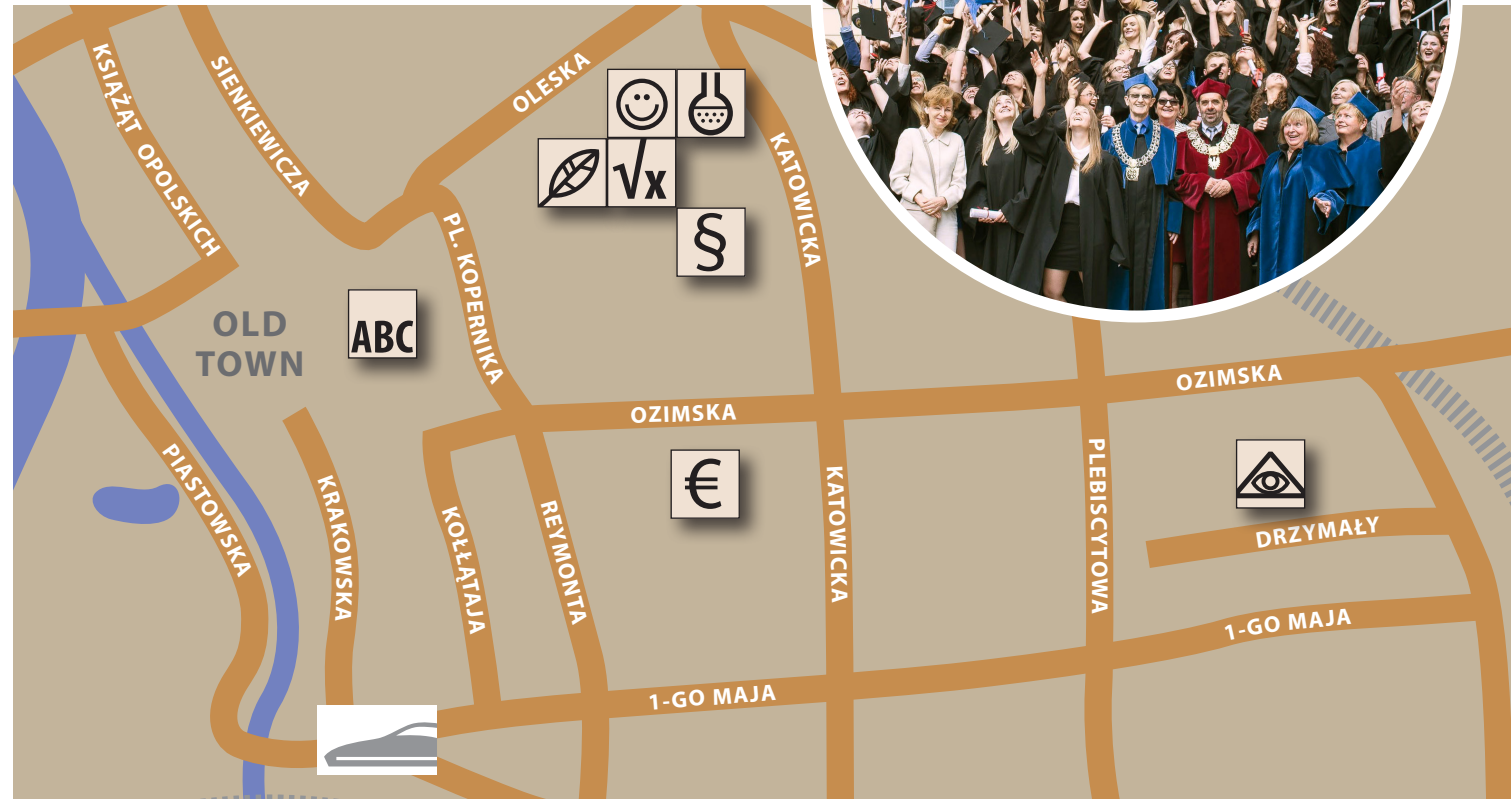 KSIĄŻĄT OPOLSKICH
SIENKIEWICZA
OLESKA
KATOWICKA
√x
§
PL. KOPERNIKA
OLD
TOWN
ABC
OZIMSKA
OZIMSKA
€
PIASTOWSKA
KRAKOWSKA
KOŁŁĄTAJA
REYMONTA
KATOWICKA
PLEBISCYTOWA
DRZYMAŁY
1-GO MAJA
1-GO MAJA